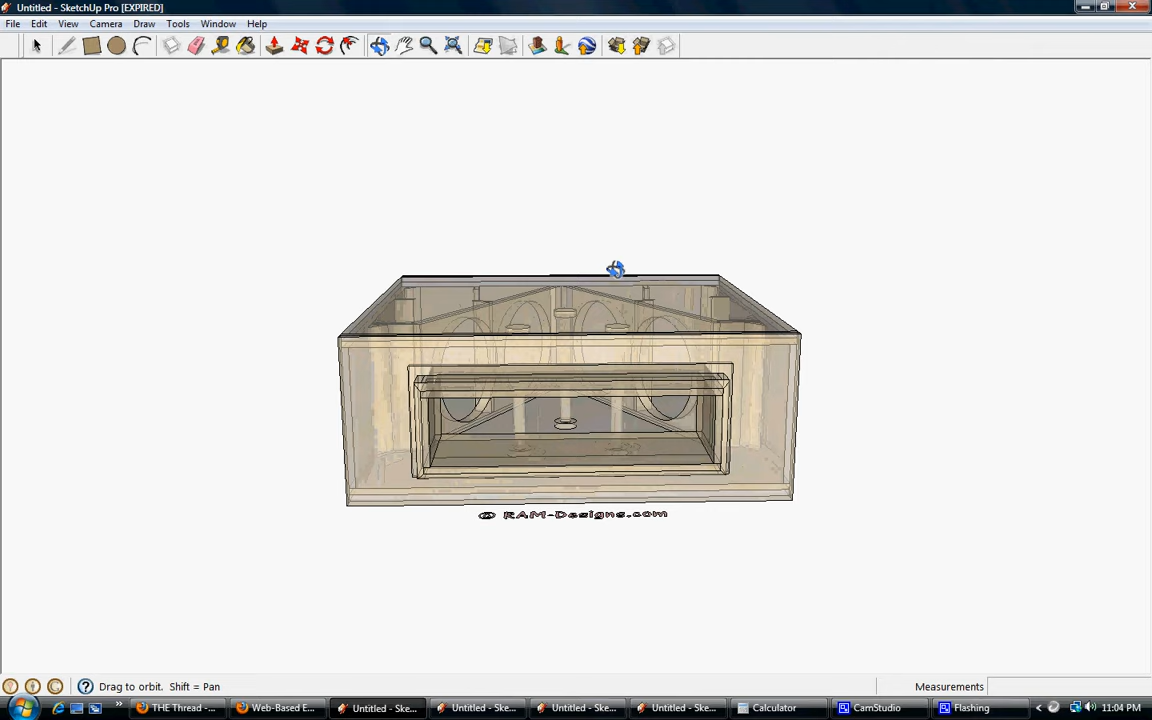 Untitled - SketchUp Pro [EXPIRED]
File Edit View Camera Draw Tools Window Help
© RAM-Designs.com
Drag to orbit. Shift = Pan
Measurements
THE Thread -... Web-Based E... Untitled - Ske... Untitled - Ske... Untitled - Ske... Untitled - Ske... Calculator CamStudio Flashing 11:04 PM